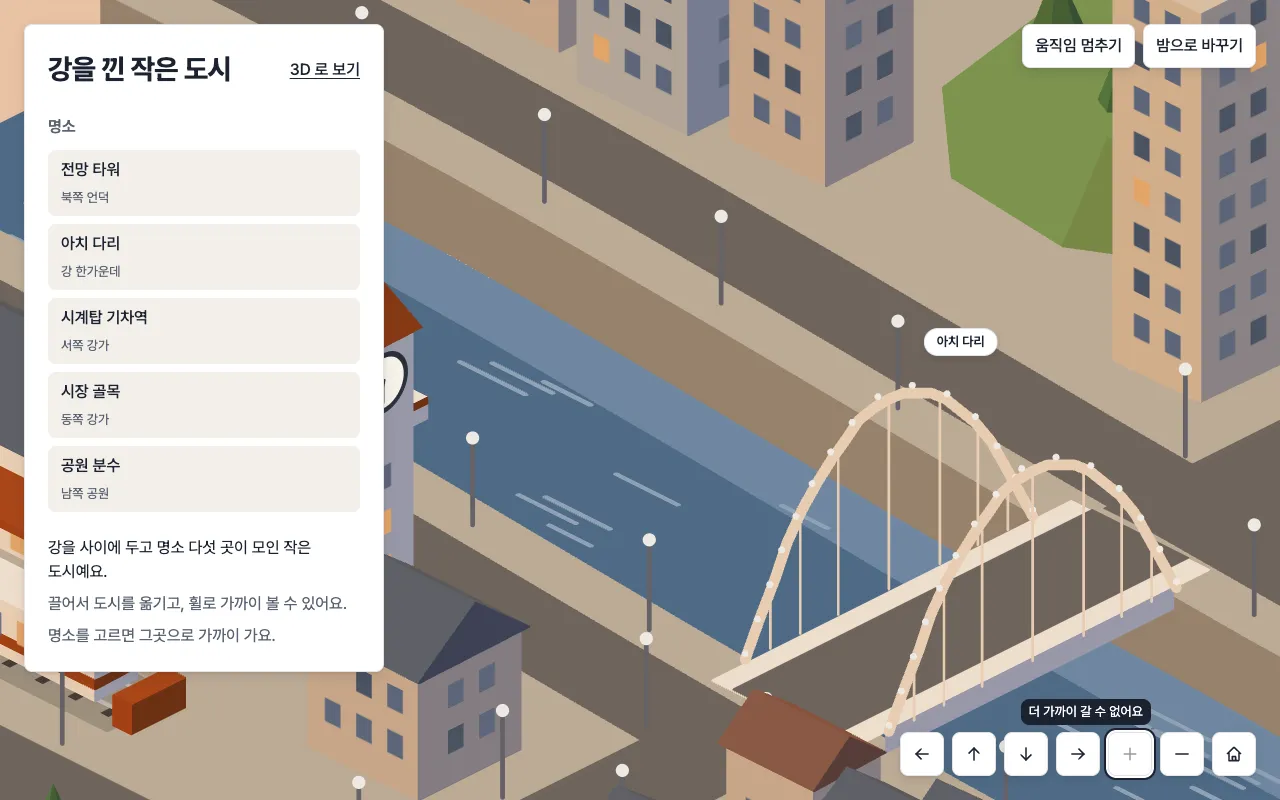 강을 낀 작은 도시
3D 로 보기
명소
전망 타워
북쪽 언덕
아치 다리
강 한가운데
시계탑 기차역
서쪽 강가
시장 골목
동쪽 강가
공원 분수
남쪽 공원
강을 사이에 두고 명소 다섯 곳이 모인 작은
도시예요.
끌어서 도시를 옮기고, 휠로 가까이 볼 수 있어요.
명소를 고르면 그곳으로 가까이 가요.
움직임 멈추기
밤으로 바꾸기
아치 다리
더 가까이 갈 수 없어요